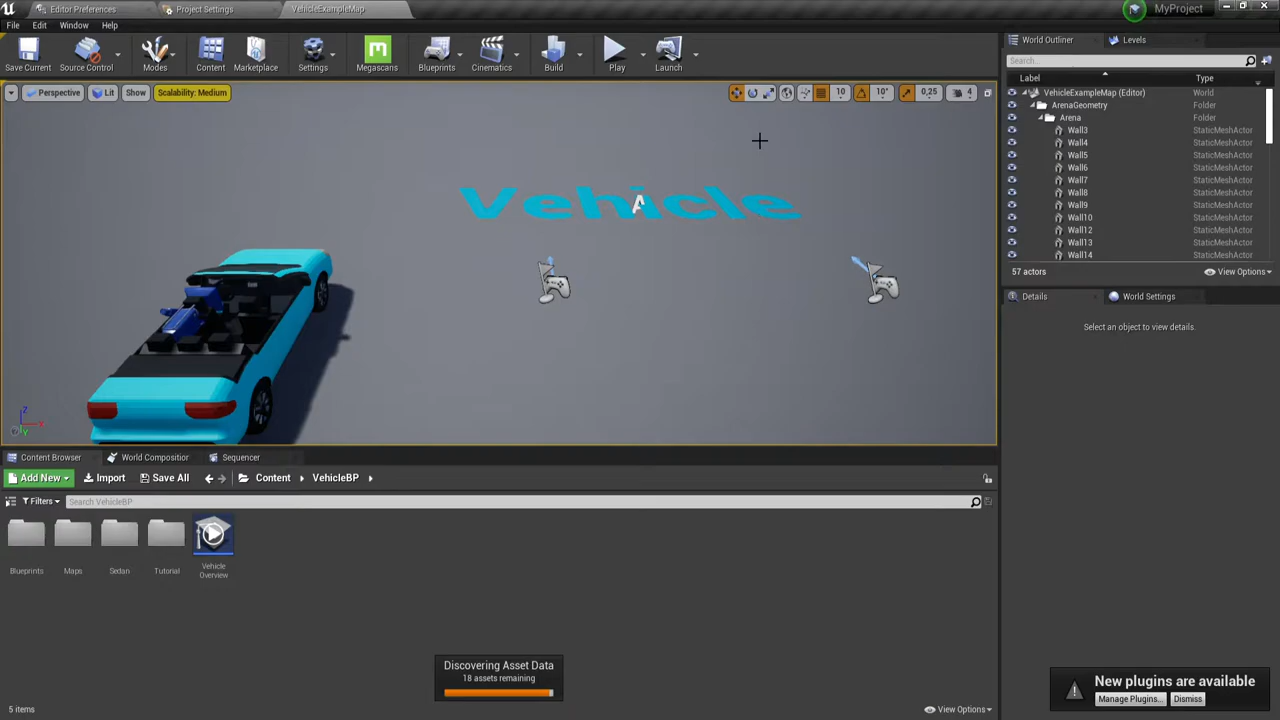 Editor Preferences
Project Settings
VehicleExampleMap
MyProject
File Edit Window Help
Save Current
Source Control
Modes
Content
Marketplace
Settings
Megascans
Blueprints
Cinematics
Build
Play
Launch
Perspective
Lit
Show
Scalability: Medium
10
10°
0,25
4
Vehicle
A
Z
X
Y
World Outliner
Levels
Search...
Label
Type
VehicleExampleMap (Editor) World
ArenaGeometry Folder
Arena Folder
Wall3 StaticMeshActor
Wall4 StaticMeshActor
Wall5 StaticMeshActor
Wall6 StaticMeshActor
Wall7 StaticMeshActor
Wall8 StaticMeshActor
Wall9 StaticMeshActor
Wall10 StaticMeshActor
Wall12 StaticMeshActor
Wall13 StaticMeshActor
Wall14 StaticMeshActor
57 actors
View Options
Details
World Settings
Select an object to view details.
Content Browser
World Composition
Sequencer
Add New
Import
Save All
Content
VehicleBP
Filters
Search VehicleBP
Blueprints
Maps
Sedan
Tutorial
Vehicle
Overview
Discovering Asset Data
18 assets remaining
New plugins are available
Manage Plugins...
Dismiss
5 items
View Options